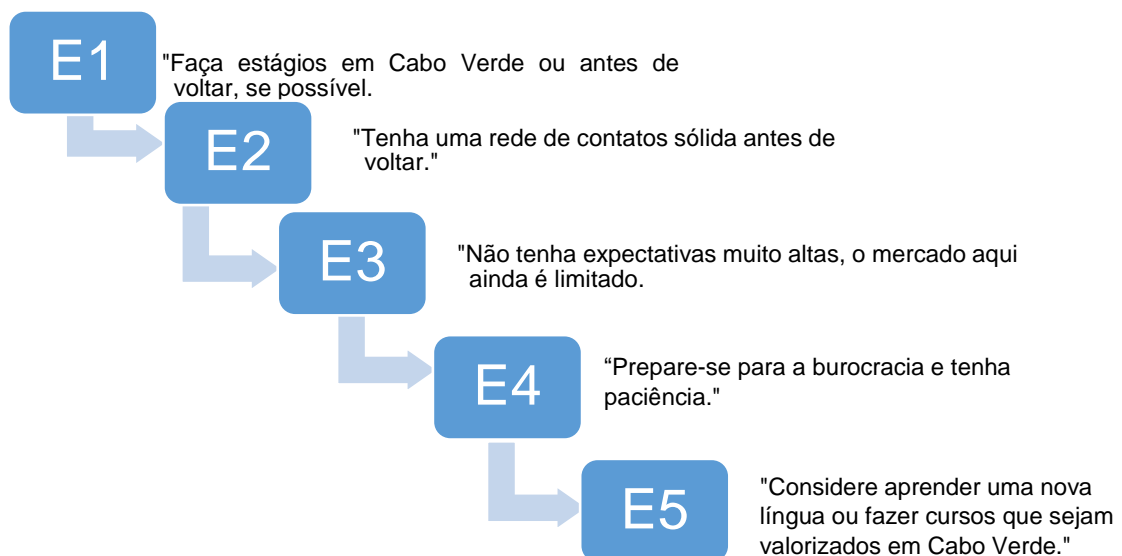 E1
"Faça estágios em Cabo Verde ou antes de
voltar, se possível.
E2
"Tenha uma rede de contatos sólida antes de
voltar."
E3
"Não tenha expectativas muito altas, o mercado aqui
ainda é limitado.
E4
“Prepare-se para a burocracia e tenha
paciência."
E5
"Considere aprender uma nova
língua ou fazer cursos que sejam
valorizados em Cabo Verde."